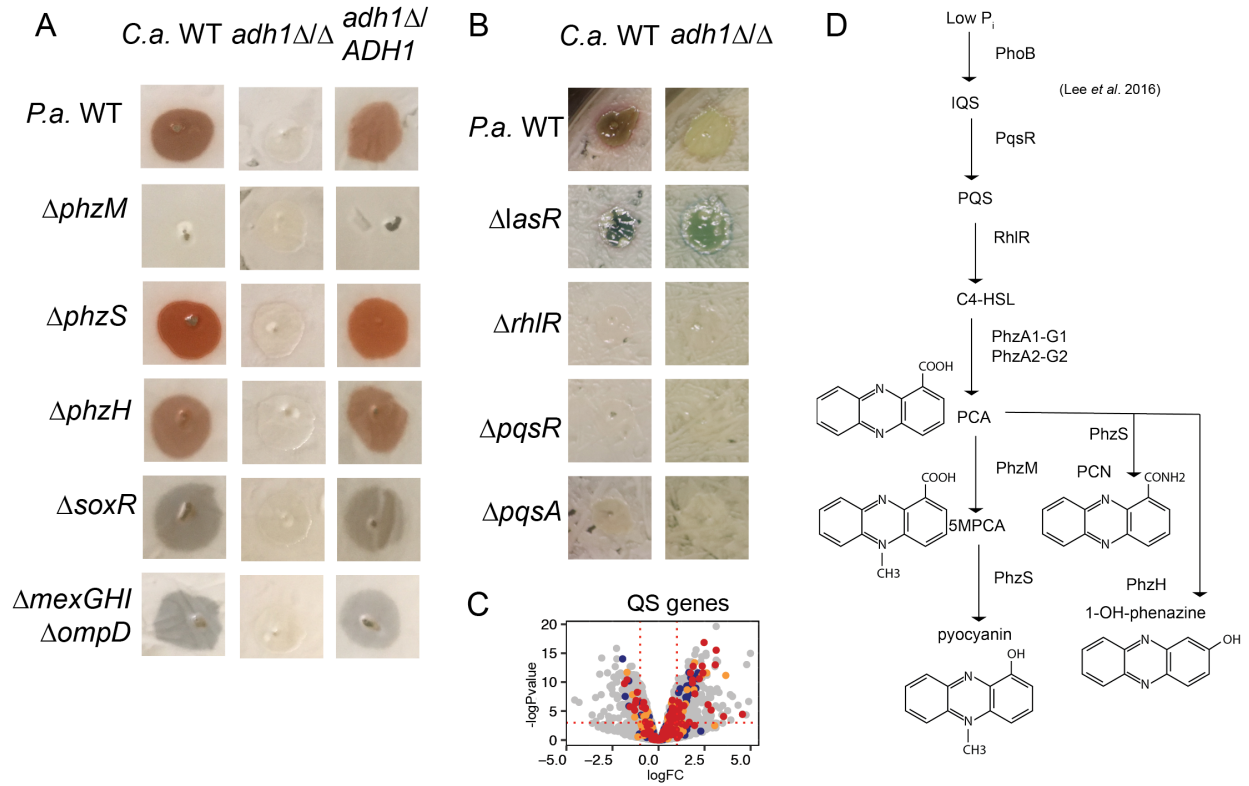 A
C.a. WT adh1Δ/Δ adh1Δ/
ADH1
P.a. WT
ΔphzM
ΔphzS
ΔphzH
ΔsoxR
ΔmexGHI
ΔompD
B
C.a. WT adh1Δ/Δ
P.a. WT
ΔlasR
ΔrhlR
ΔpqsR
ΔpqsA
C
QS genes
-logPvalue
20
15
10
5
0
−5.0 −2.5 0.0 2.5 5.0
logFC
D
Low Pi
PhoB
(Lee et al. 2016)
IQS
PqsR
PQS
RhlR
C4-HSL
PhzA1-G1
PhzA2-G2
COOH
N
N
PCA
PhzS
PhzM
PCN
CONH2
N
N
COOH
N
N
CH3
5MPCA
PhzS
PhzH
1-OH-phenazine
OH
N
N
pyocyanin
OH
N
N
CH3